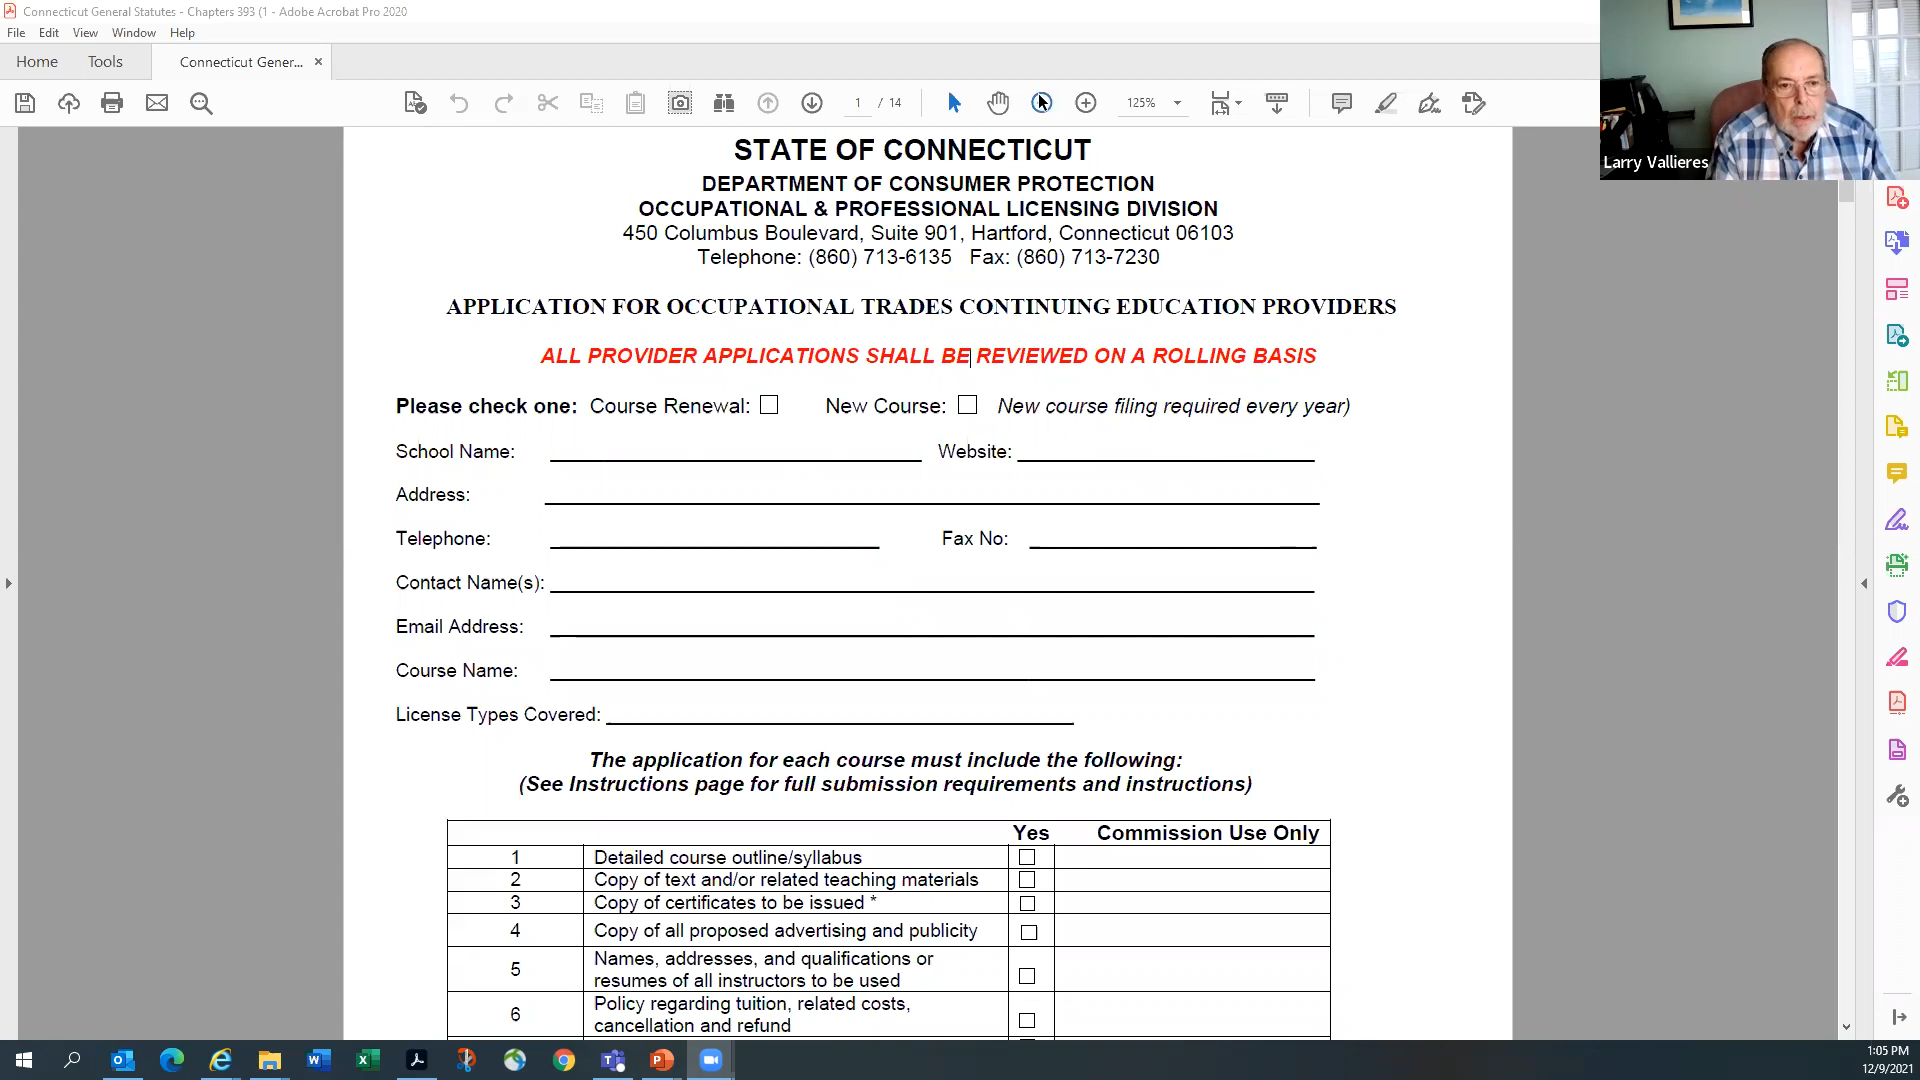 Connecticut General Statutes - Chapters 393 (1 - Adobe Acrobat Pro 2020
File Edit View Window Help
Home Tools Connecticut Gener... ×
1 / 14 125%
Larry Vallieres
STATE OF CONNECTICUT
DEPARTMENT OF CONSUMER PROTECTION
OCCUPATIONAL & PROFESSIONAL LICENSING DIVISION
450 Columbus Boulevard, Suite 901, Hartford, Connecticut 06103
Telephone: (860) 713-6135 Fax: (860) 713-7230
APPLICATION FOR OCCUPATIONAL TRADES CONTINUING EDUCATION PROVIDERS
ALL PROVIDER APPLICATIONS SHALL BE REVIEWED ON A ROLLING BASIS
Please check one: Course Renewal: New Course: New course filing required every year)
School Name: Website:
Address:
Telephone: Fax No:
Contact Name(s):
Email Address:
Course Name:
License Types Covered:
The application for each course must include the following:
(See Instructions page for full submission requirements and instructions)
Yes Commission Use Only
1 Detailed course outline/syllabus
2 Copy of text and/or related teaching materials
3 Copy of certificates to be issued *
4 Copy of all proposed advertising and publicity
5 Names, addresses, and qualifications or
resumes of all instructors to be used
6 Policy regarding tuition, related costs,
cancellation and refund
1:05 PM
12/9/2021